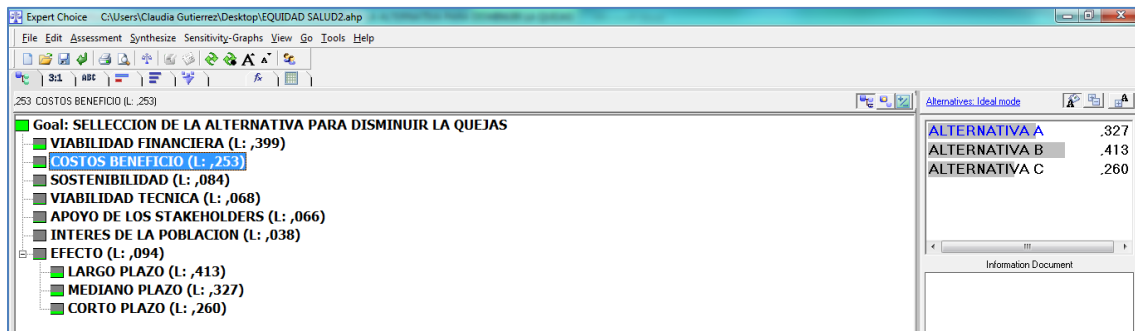 Expert Choice C:\Users\Claudia Gutierrez\Desktop\EQUIDAD SALUD2.ahp
File Edit Assessment Synthesize Sensitivity-Graphs View Go Tools Help
3:1 ABC fx
,253 COSTOS BENEFICIO (L: ,253)
Alternatives: Ideal mode
Goal: SELLECCION DE LA ALTERNATIVA PARA DISMINUIR LA QUEJAS
VIABILIDAD FINANCIERA (L: ,399)
COSTOS BENEFICIO (L: ,253)
SOSTENIBILIDAD (L: ,084)
VIABILIDAD TECNICA (L: ,068)
APOYO DE LOS STAKEHOLDERS (L: ,066)
INTERES DE LA POBLACION (L: ,038)
EFECTO (L: ,094)
LARGO PLAZO (L: ,413)
MEDIANO PLAZO (L: ,327)
CORTO PLAZO (L: ,260)
ALTERNATIVA A ,327
ALTERNATIVA B ,413
ALTERNATIVA C ,260
Information Document